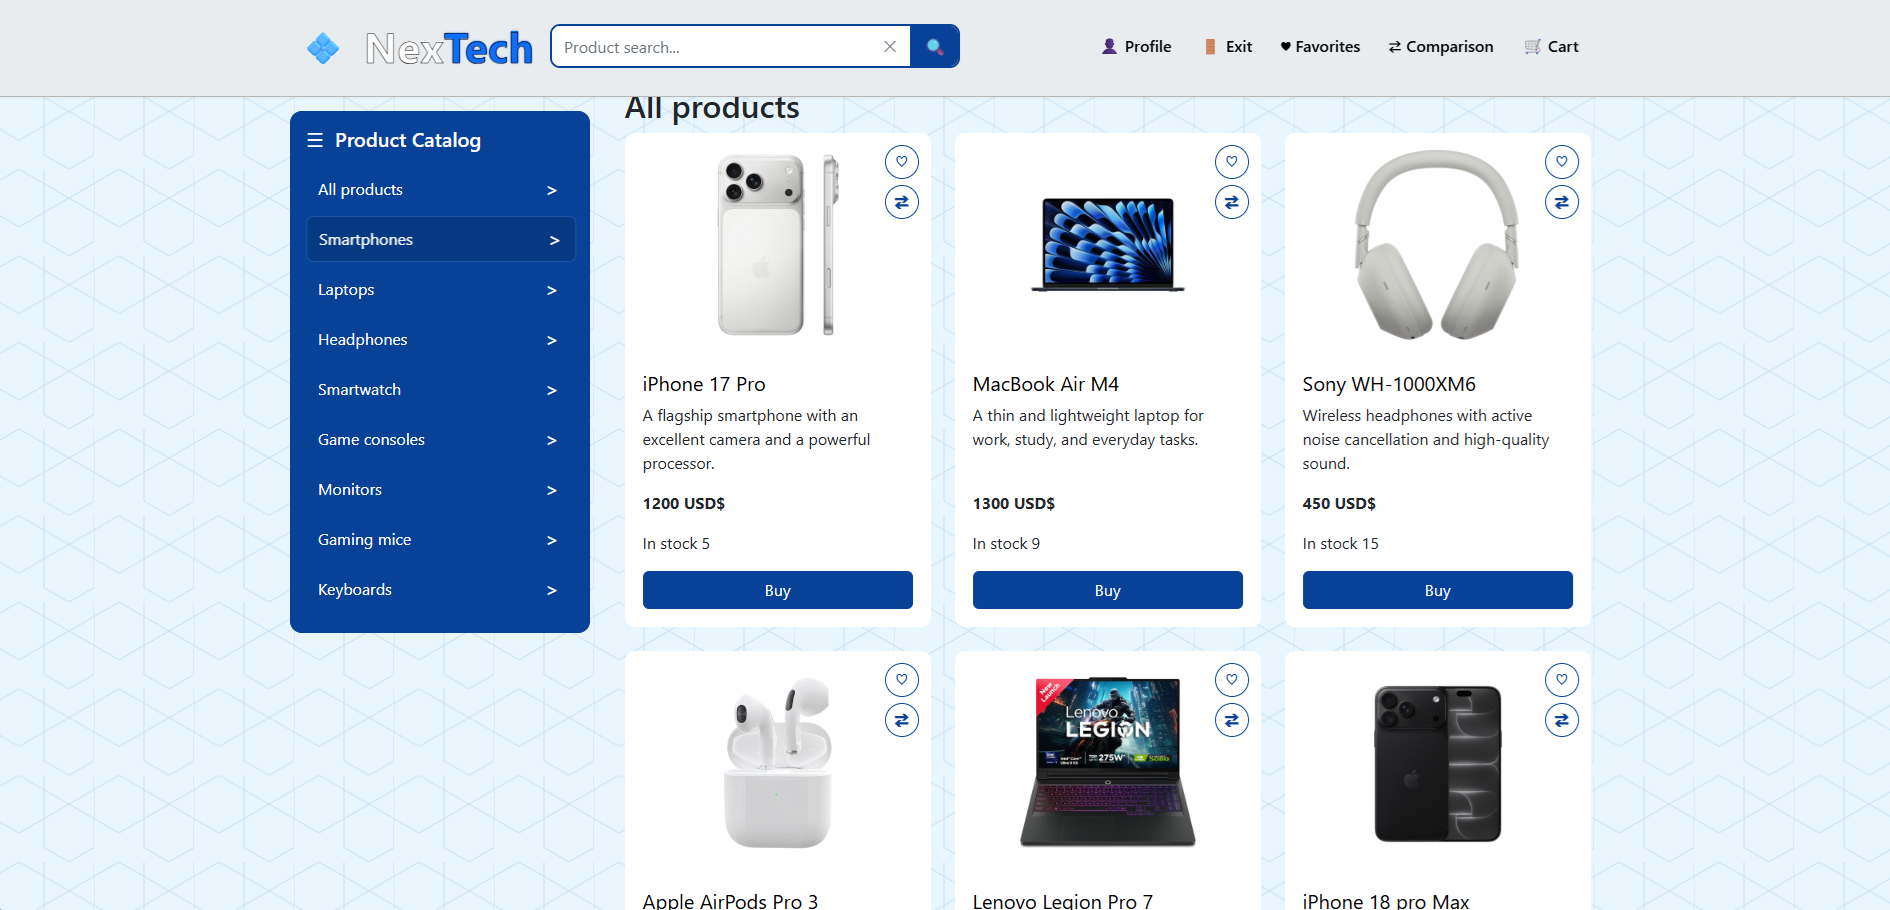 NexTech
Product search...
Profile
Exit
Favorites
Comparison
Cart
Product Catalog
All products >
Smartphones >
Laptops >
Headphones >
Smartwatch >
Game consoles >
Monitors >
Gaming mice >
Keyboards >
All products
iPhone 17 Pro
A flagship smartphone with an
excellent camera and a powerful
processor.
1200 USD$
In stock 5
Buy
MacBook Air M4
A thin and lightweight laptop for
work, study, and everyday tasks.
1300 USD$
In stock 9
Buy
Sony WH-1000XM6
Wireless headphones with active
noise cancellation and high-quality
sound.
450 USD$
In stock 15
Buy
Apple AirPods Pro 3
New
Launch
Lenovo
LEGION
275W
Lenovo Legion Pro 7
iPhone 18 pro Max